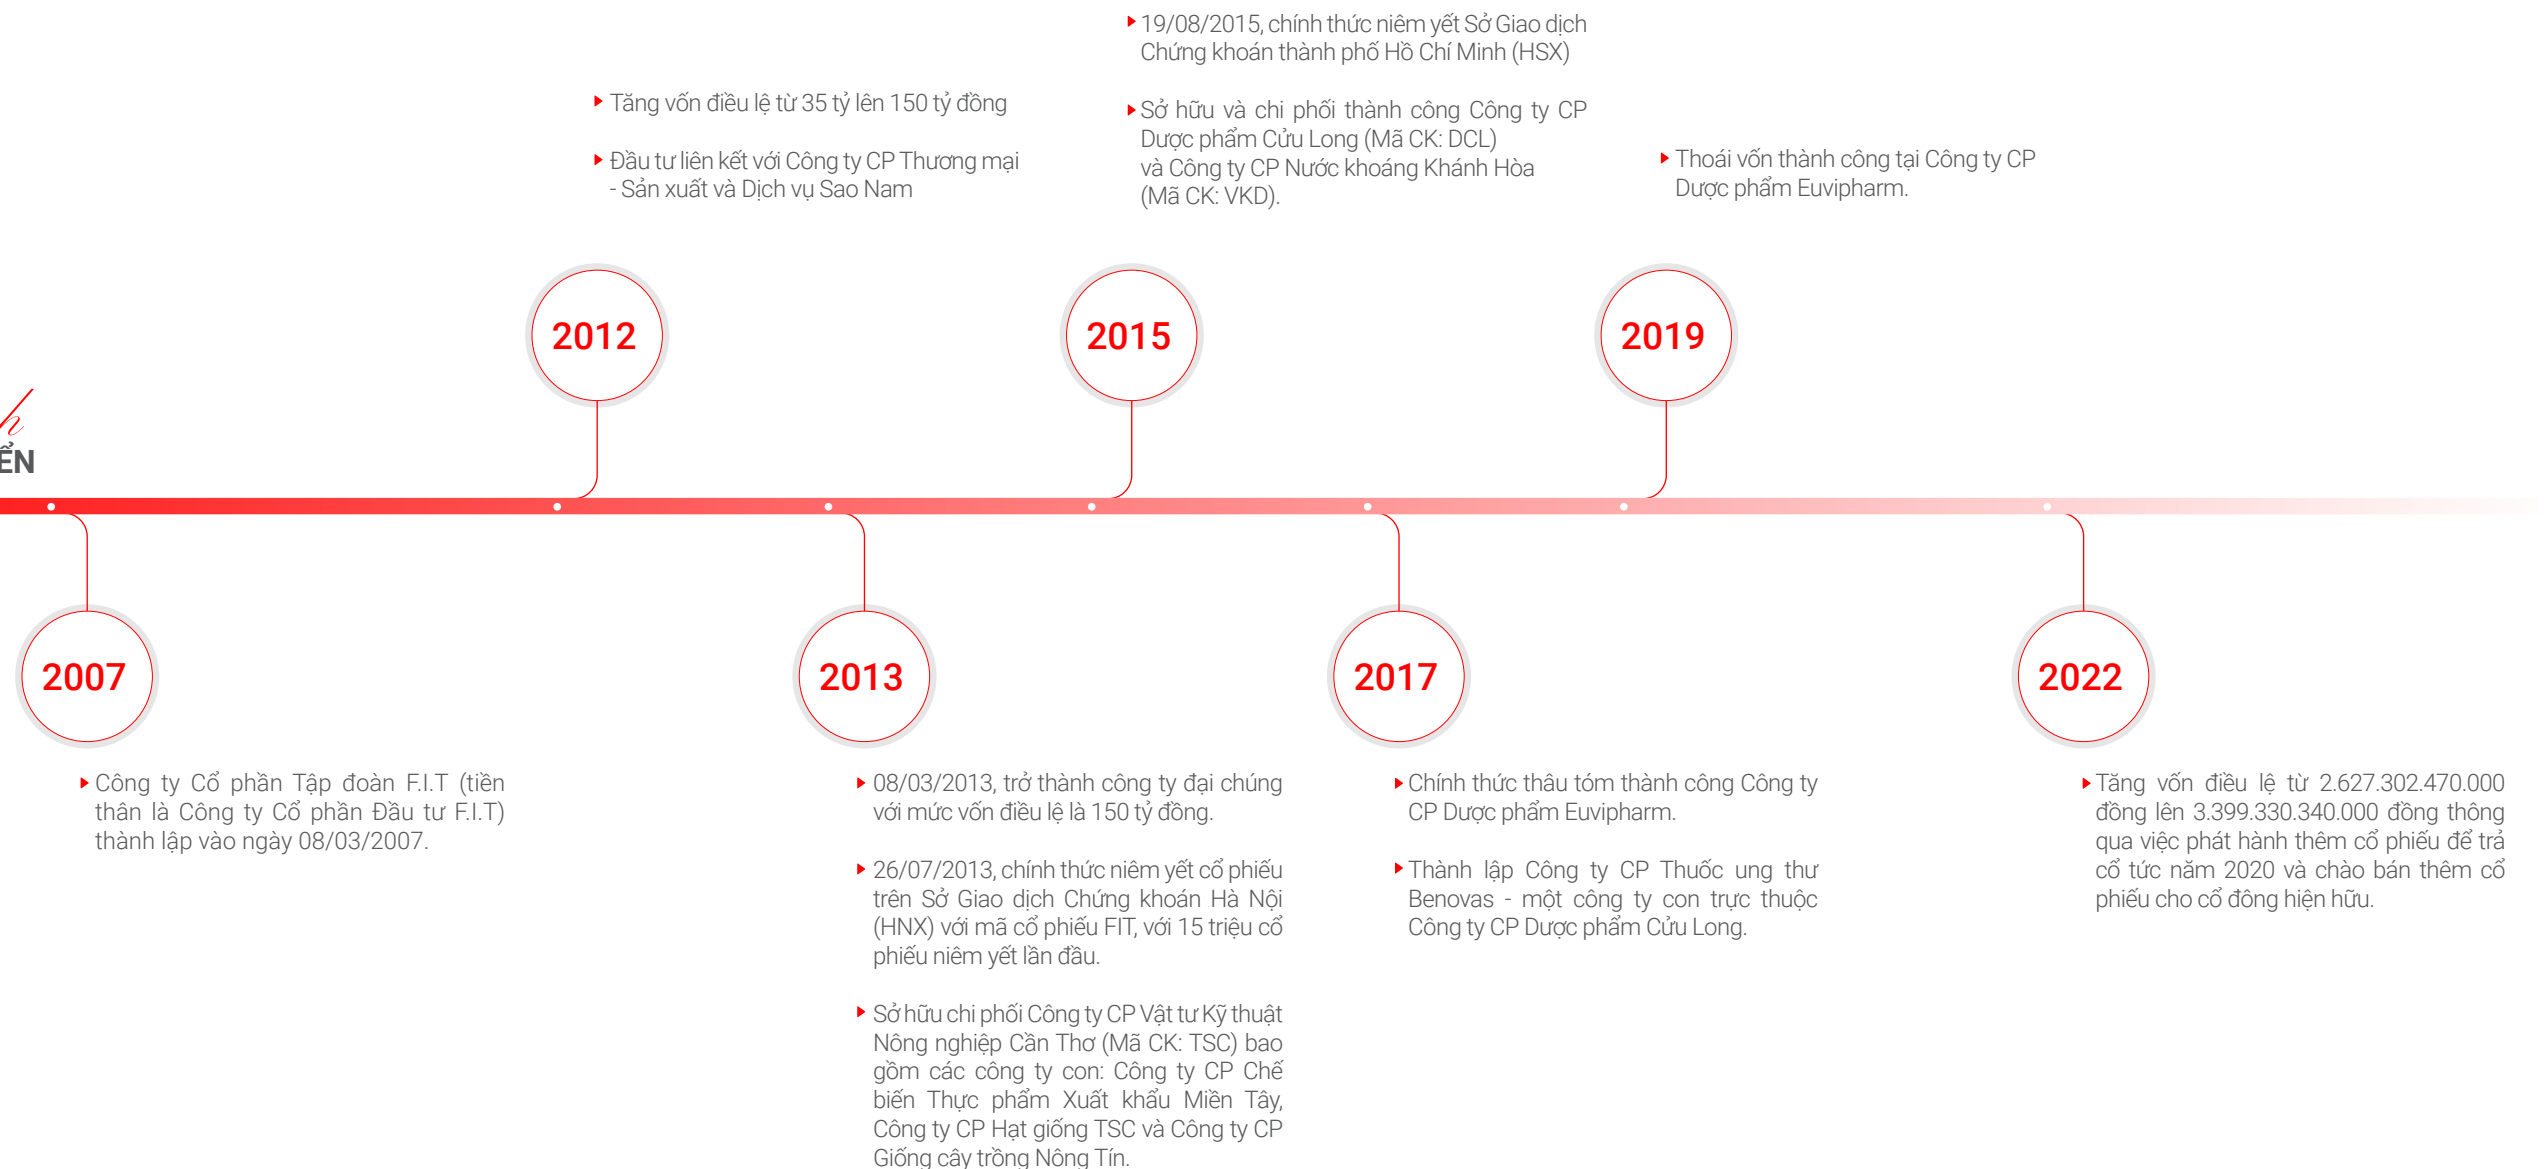 19/08/2015, chính thức niêm yết Sở Giao dịch
Chứng khoán thành phố Hồ Chí Minh (HSX)
Sở hữu và chi phối thành công Công ty CP
Dược phẩm Cửu Long (Mã CK: DCL)
và Công ty CP Nước khoáng Khánh Hòa
(Mã CK: VKD).
Tăng vốn điều lệ từ 35 tỷ lên 150 tỷ đồng
Đầu tư liên kết với Công ty CP Thương mại
- Sản xuất và Dịch vụ Sao Nam
Thoái vốn thành công tại Công ty CP
Dược phẩm Euvipharm.
2012
2015
2019
h
ỂN
2007
2013
2017
2022
Công ty Cổ phần Tập đoàn F.I.T (tiền
thân là Công ty Cổ phần Đầu tư F.I.T)
thành lập vào ngày 08/03/2007.
08/03/2013, trở thành công ty đại chúng
với mức vốn điều lệ là 150 tỷ đồng.
26/07/2013, chính thức niêm yết cổ phiếu
trên Sở Giao dịch Chứng khoán Hà Nội
(HNX) với mã cổ phiếu FIT, với 15 triệu cổ
phiếu niêm yết lần đầu.
Sở hữu chi phối Công ty CP Vật tư Kỹ thuật
Nông nghiệp Cần Thơ (Mã CK: TSC) bao
gồm các công ty con: Công ty CP Chế
biến Thực phẩm Xuất khẩu Miền Tây,
Công ty CP Hạt giống TSC và Công ty CP
Giống cây trồng Nông Tín.
Chính thức thâu tóm thành công Công ty
CP Dược phẩm Euvipharm.
Thành lập Công ty CP Thuốc ung thư
Benovas - một công ty con trực thuộc
Công ty CP Dược phẩm Cửu Long.
Tăng vốn điều lệ từ 2.627.302.470.000
đồng lên 3.399.330.340.000 đồng thông
qua việc phát hành thêm cổ phiếu để trả
cổ tức năm 2020 và chào bán thêm cổ
phiếu cho cổ đông hiện hữu.